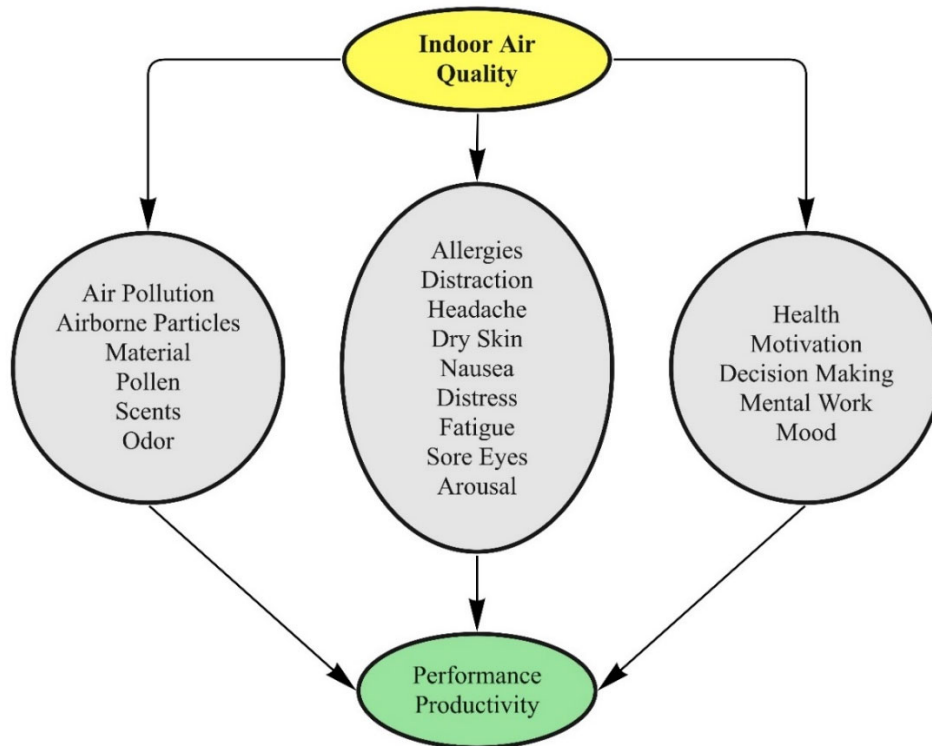 Indoor Air
Quality
Air Pollution
Airborne Particles
Material
Pollen
Scents
Odor
Allergies
Distraction
Headache
Dry Skin
Nausea
Distress
Fatigue
Sore Eyes
Arousal
Health
Motivation
Decision Making
Mental Work
Mood
Performance
Productivity